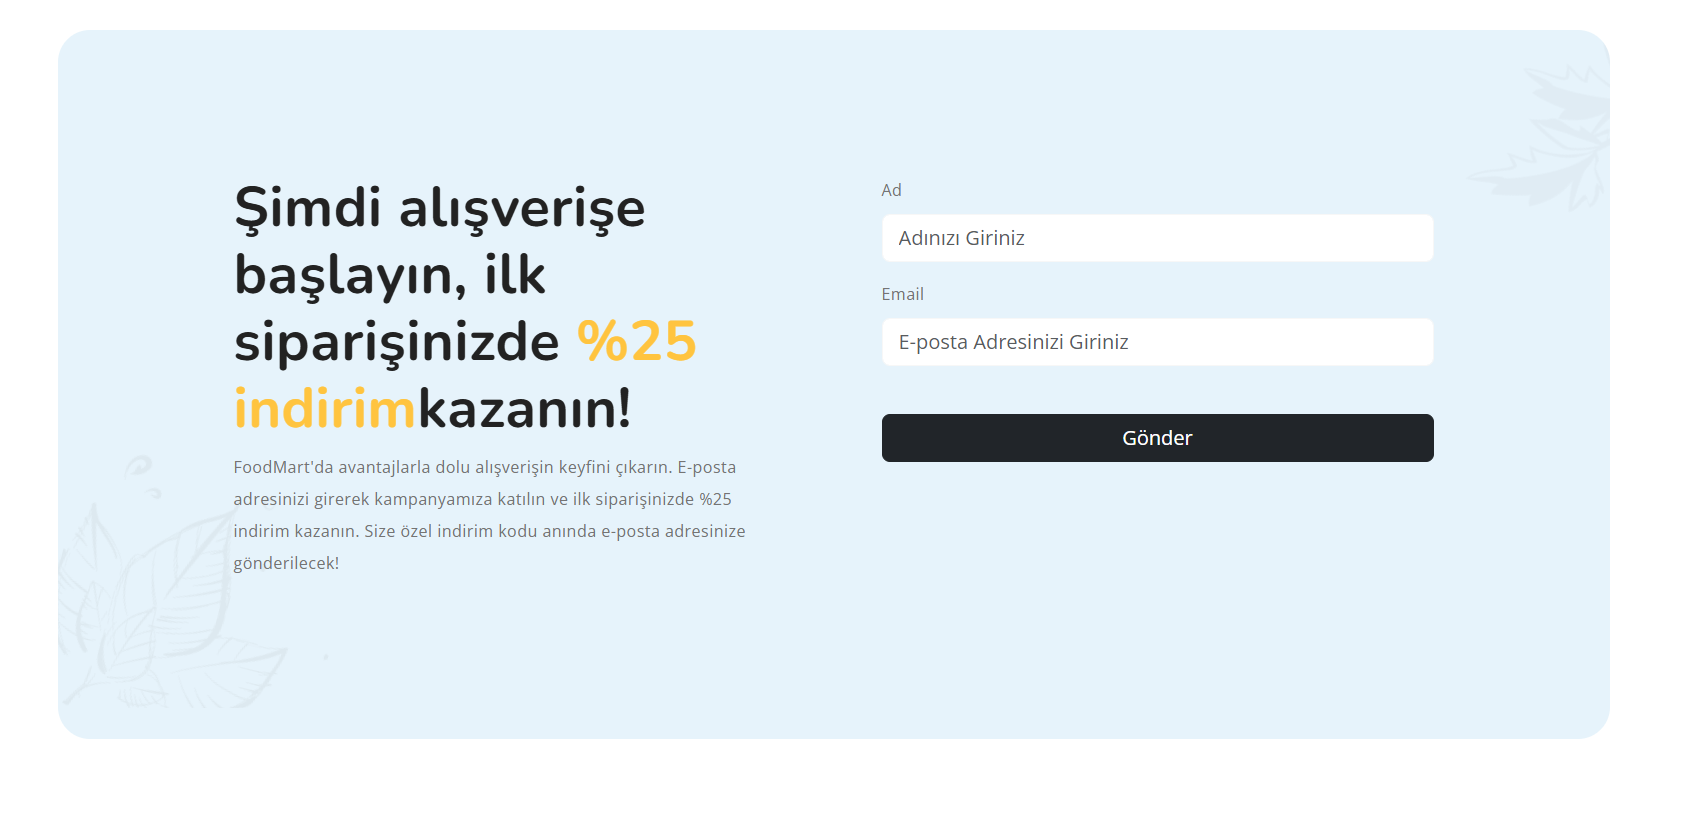 Şimdi alışverişe
başlayın, ilk
siparişinizde %25
indirimkazanın!
FoodMart'da avantajlarla dolu alışverişin keyfini çıkarın. E-posta
adresinizi girerek kampanyamıza katılın ve ilk siparişinizde %25
indirim kazanın. Size özel indirim kodu anında e-posta adresinize
gönderilecek!
Ad
Adınızı Giriniz
Email
E-posta Adresinizi Giriniz
Gönder